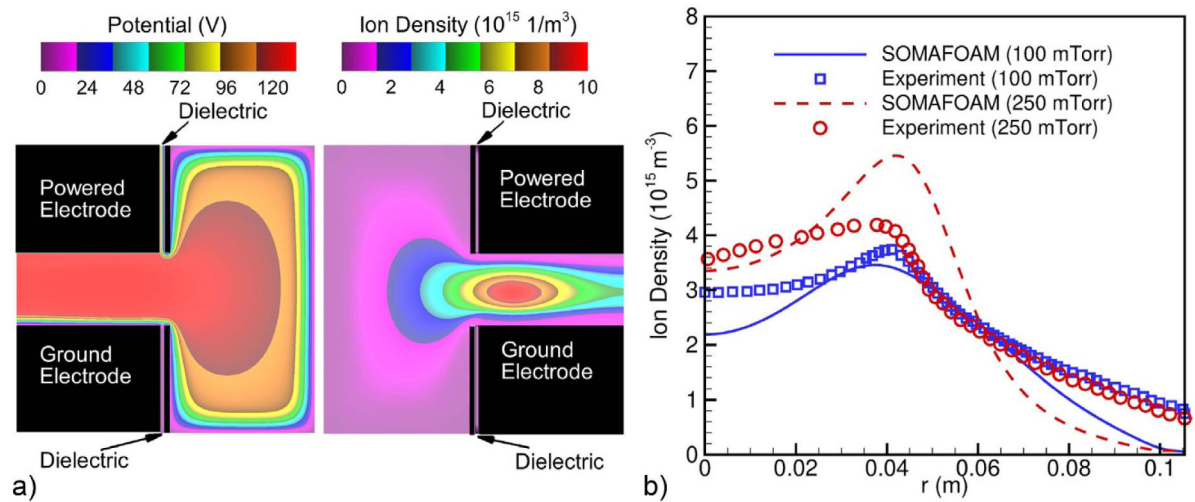 Potential (V)
0 24 48 72 96 120
Dielectric
Powered
Electrode
Ground
Electrode
Dielectric
a)
Ion Density (10¹⁵ 1/m³)
0 2 4 6 8 10
Dielectric
Powered
Electrode
Ground
Electrode
Dielectric
8
7
6
5
4
3
2
1
0
Ion Density (10¹⁵ m⁻³)
SOMAFOAM (100 mTorr)
Experiment (100 mTorr)
SOMAFOAM (250 mTorr)
Experiment (250 mTorr)
0 0.02 0.04 0.06 0.08 0.1
r (m)
b)